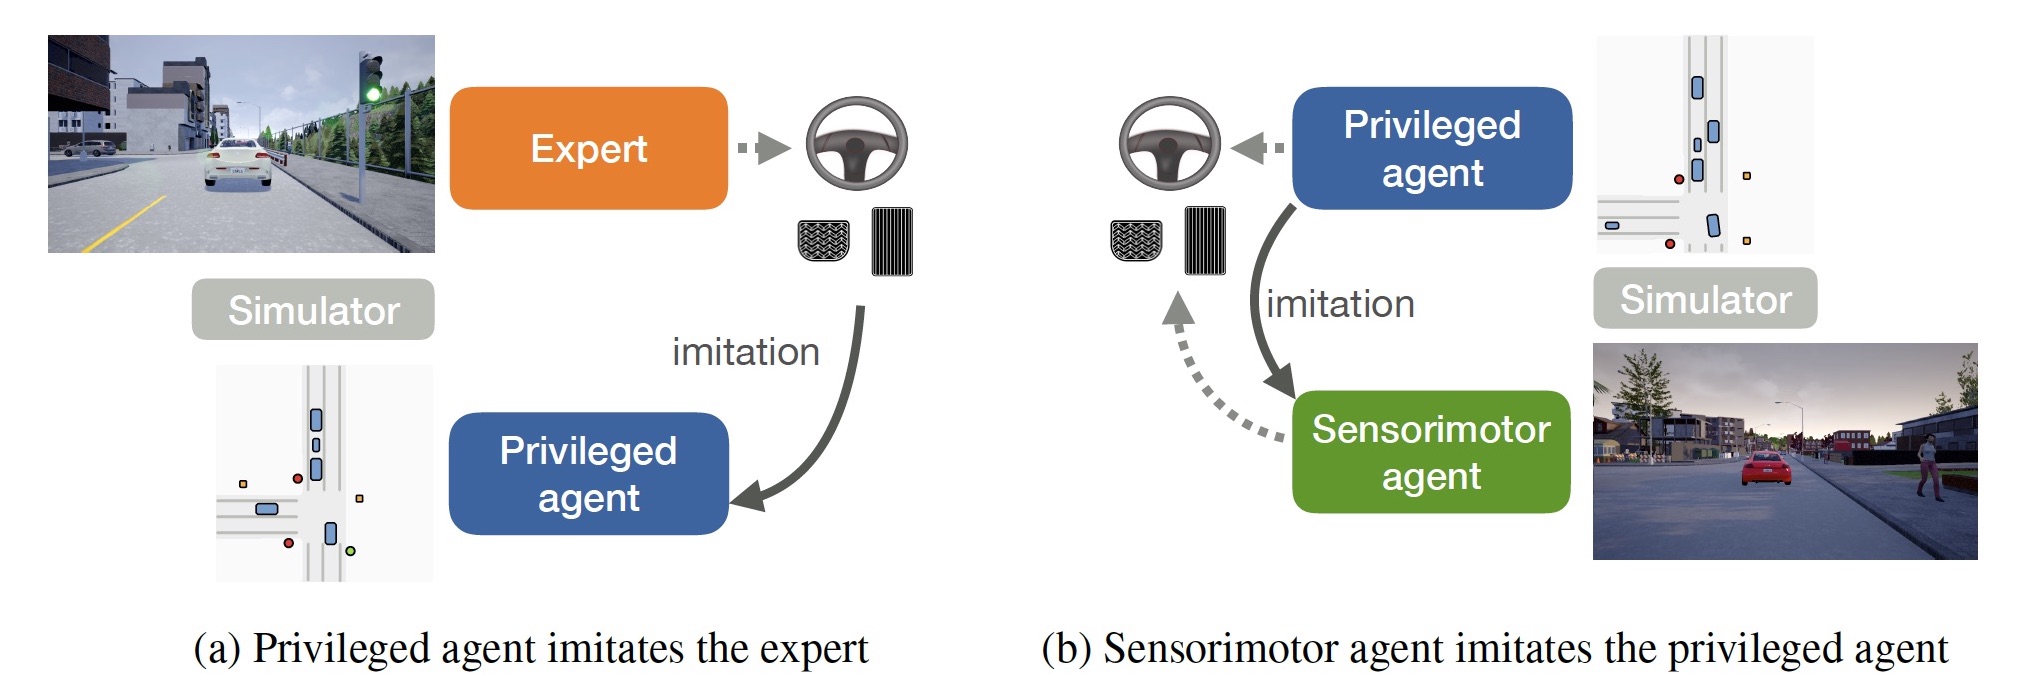 Expert
Simulator
imitation
Privileged
agent
(a) Privileged agent imitates the expert
Privileged
agent
imitation
Simulator
Sensorimotor
agent
(b) Sensorimotor agent imitates the privileged agent